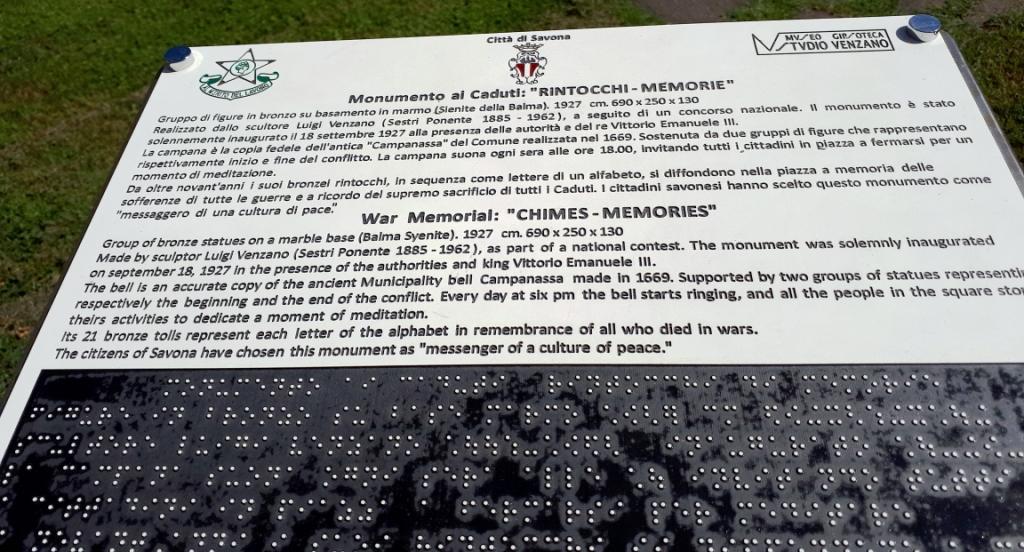 Città di Savona
AL MERITO DEL LAVORO
MVSEO GIPSOTECA
STVDIO VENZANO
Monumento ai Caduti: "RINTOCCHI - MEMORIE"
Gruppo di figure in bronzo su basamento in marmo (Sienite della Balma). 1927 cm. 690 x 250 x 130
Realizzato dallo scultore Luigi Venzano (Sestri Ponente 1885 - 1962), a seguito di un concorso nazionale. Il monumento è stato
solennemente inaugurato il 18 settembre 1927 alla presenza delle autorità e del re Vittorio Emanuele III.
La campana è la copia fedele dell'antica "Campanassa" del Comune realizzata nel 1669. Sostenuta da due gruppi di figure che rappresentano
rispettivamente inizio e fine del conflitto. La campana suona ogni sera alle ore 18.00, invitando tutti i cittadini in piazza a fermarsi per un
momento di meditazione.
Da oltre novant'anni i suoi bronzei rintocchi, in sequenza come lettere di un alfabeto, si diffondono nella piazza a memoria delle
sofferenze di tutte le guerre e a ricordo del supremo sacrificio di tutti i Caduti. I cittadini savonesi hanno scelto questo monumento come
"messaggero di una cultura di pace."
War Memorial: "CHIMES - MEMORIES"
Group of bronze statues on a marble base (Balma Syenite). 1927 cm. 690 x 250 x 130
Made by sculptor Luigi Venzano (Sestri Ponente 1885 - 1962), as part of a national contest. The monument was solemnly inaugurated
on september 18, 1927 in the presence of the authorities and king Vittorio Emanuele III.
The bell is an accurate copy of the ancient Municipality bell Campanassa made in 1669. Supported by two groups of statues representin
respectively the beginning and the end of the conflict. Every day at six pm the bell starts ringing, and all the people in the square stop
theirs activities to dedicate a moment of meditation.
Its 21 bronze tolls represent each letter of the alphabet in remembrance of all who died in wars.
The citizens of Savona have chosen this monument as "messenger of a culture of peace."